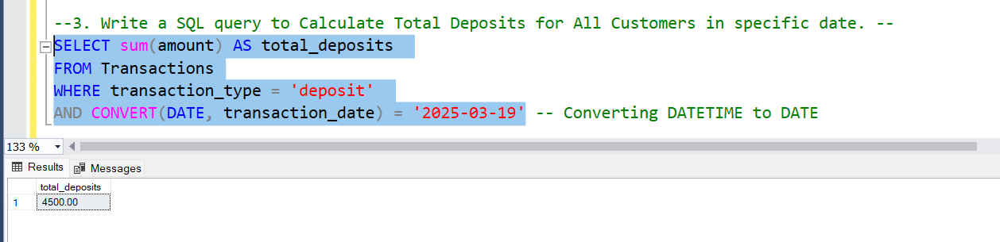 --3. Write a SQL query to Calculate Total Deposits for All Customers in specific date. --
SELECT sum(amount) AS total_deposits
FROM Transactions
WHERE transaction_type = 'deposit'
AND CONVERT(DATE, transaction_date) = '2025-03-19' -- Converting DATETIME to DATE
133 %
Results Messages
total_deposits
1 4500.00